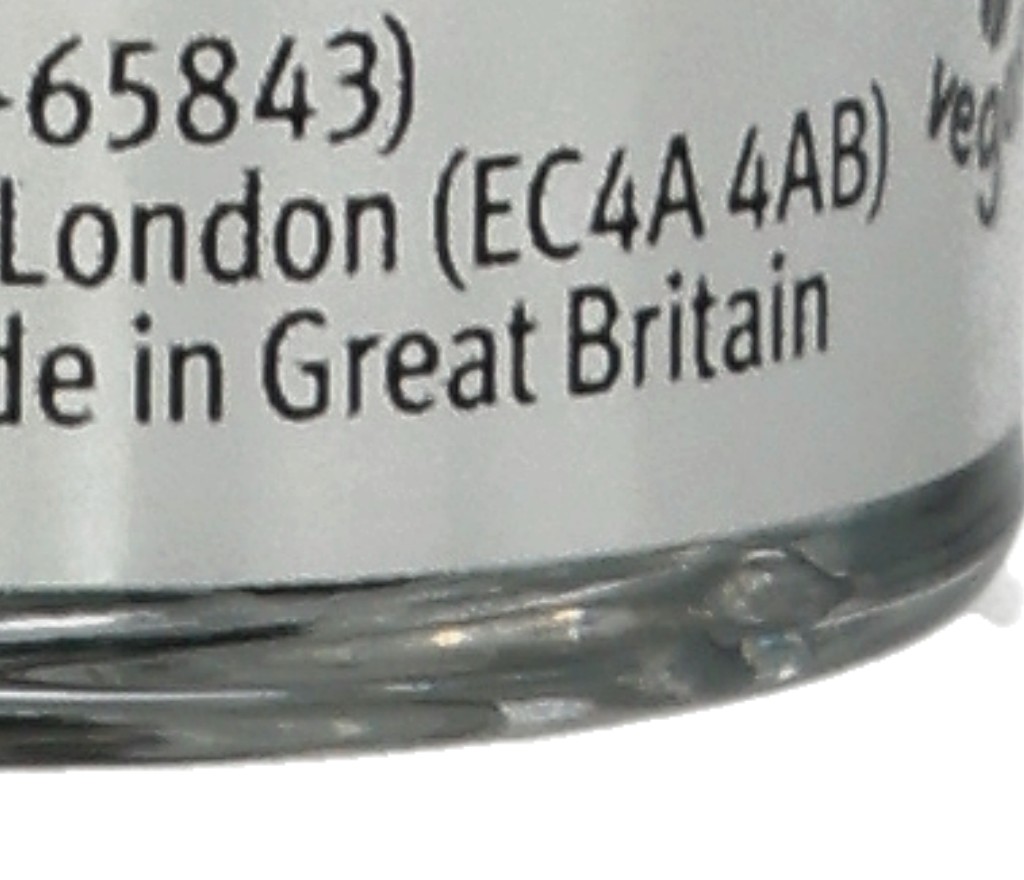 -65843)
London (EC4A 4AB)
de in Great Britain
veg